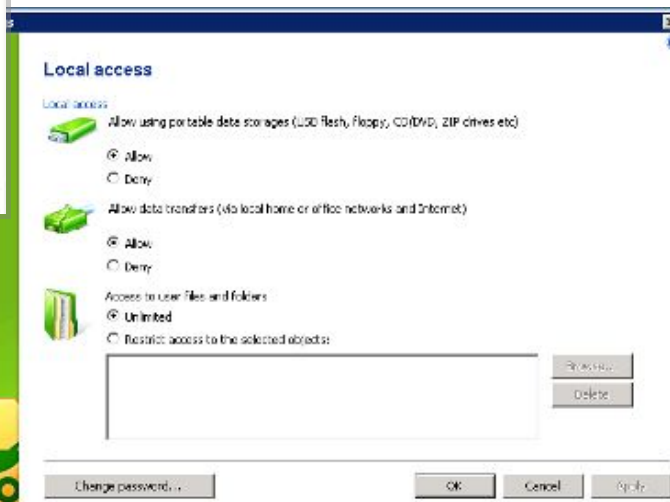 Local access
Local access
Allow using portable data storages (USB flash, floppy, CD/DVD, ZIP drives etc)
Allow
Deny
Allow data transfers (via local home or office networks and Internet)
Allow
Deny
Access to user files and folders
Unlimited
Restrict access to the selected objects:
Browse...
Delete
Change password...
OK
Cancel
Apply